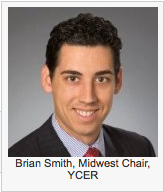 Brian Smith, Midwest Chair,
YCER